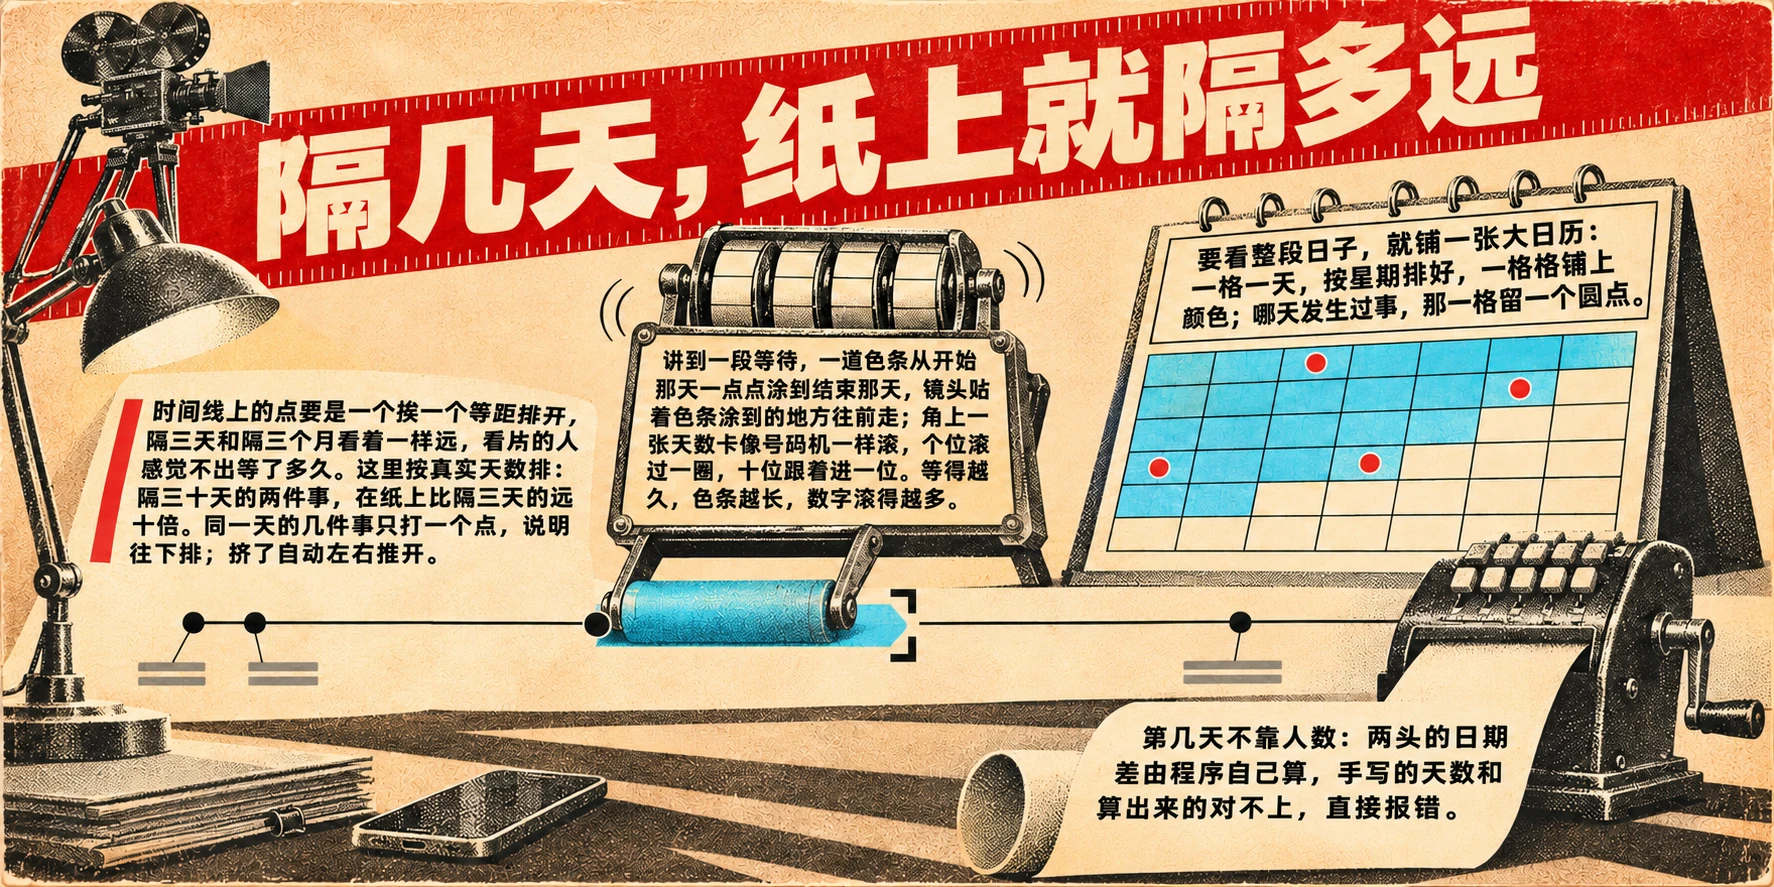 隔几天，纸上就隔多远
时间线上的点要是一个挨一个等距排开，
隔三天和隔三个月看着一样远，看片的人
感觉不出等了多久。这里按真实天数排：
隔三十天的两件事，在纸上比隔三天的远
十倍。同一天的几件事只打一个点，说明
往下排；挤了自动左右推开。
讲到一段等待，一道色条从开始
那天一点点涂到结束那天，镜头贴
着色条涂到的地方往前走；角上一
张天数卡像号码机一样滚，个位滚
过一圈，十位跟着进一位。等得越
久，色条越长，数字滚得越多。
要看整段日子，就铺一张大日历：
一格一天，按星期排好，一格格铺上
颜色；哪天发生过事，那一格留一个圆点。
第几天不靠人数：两头的日期
差由程序自己算，手写的天数和
算出来的对不上，直接报错。